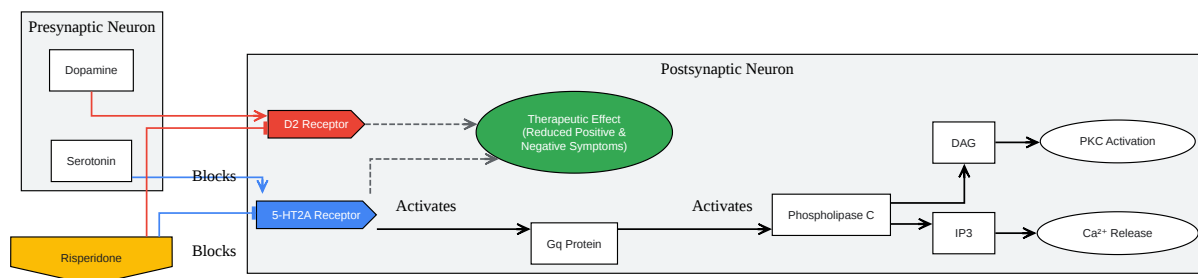 Presynaptic Neuron
Dopamine
Serotonin
Risperidone
Blocks
Blocks
Postsynaptic Neuron
D2 Receptor
Therapeutic Effect
(Reduced Positive &
Negative Symptoms)
5-HT2A Receptor
Activates
Gq Protein
Activates
Phospholipase C
DAG
PKC Activation
IP3
Ca²⁺ Release